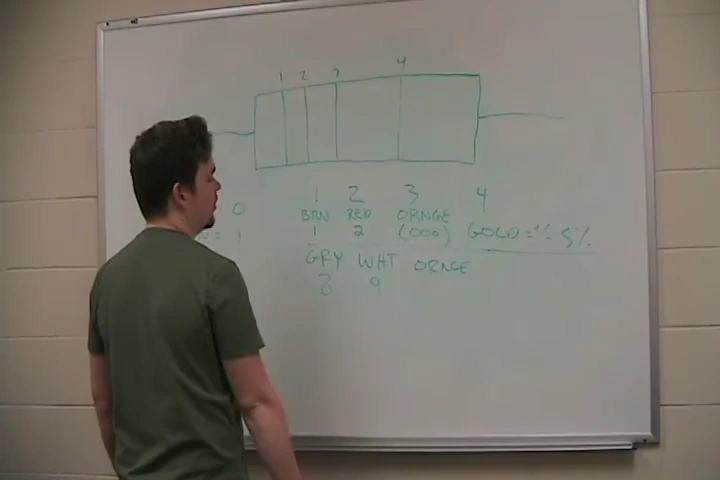 1 2 3 4
1 2 3 4
0
BRN RED ORNGE
= 1 1 2 (000) GOLD = +/- 5%
GRY WHT ORNGE
8 9